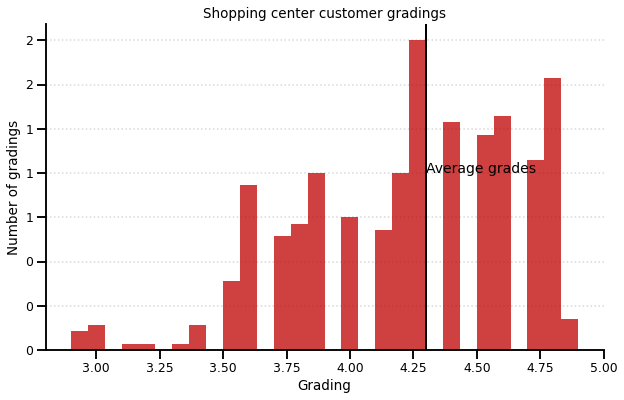 Shopping center customer gradings
Number of gradings
2
2
1
1
1
0
0
0
Average grades
3.00 3.25 3.50 3.75 4.00 4.25 4.50 4.75 5.00
Grading